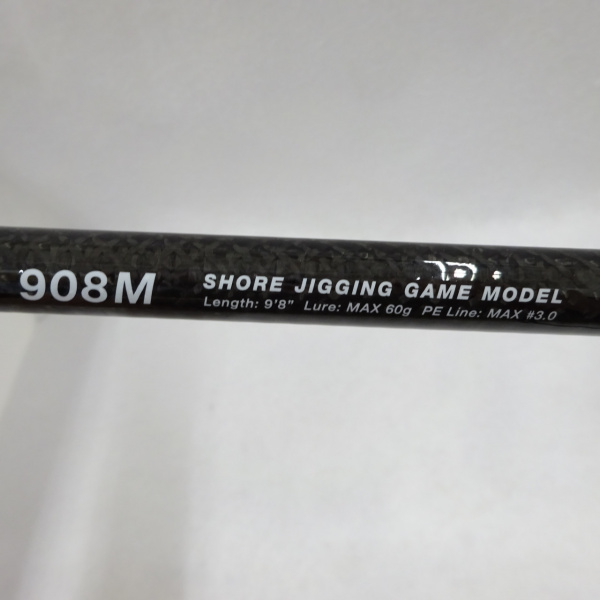 908M
SHORE JIGGING GAME MODEL
Length: 9'8" Lure: MAX 60g PE Line: MAX #3.0